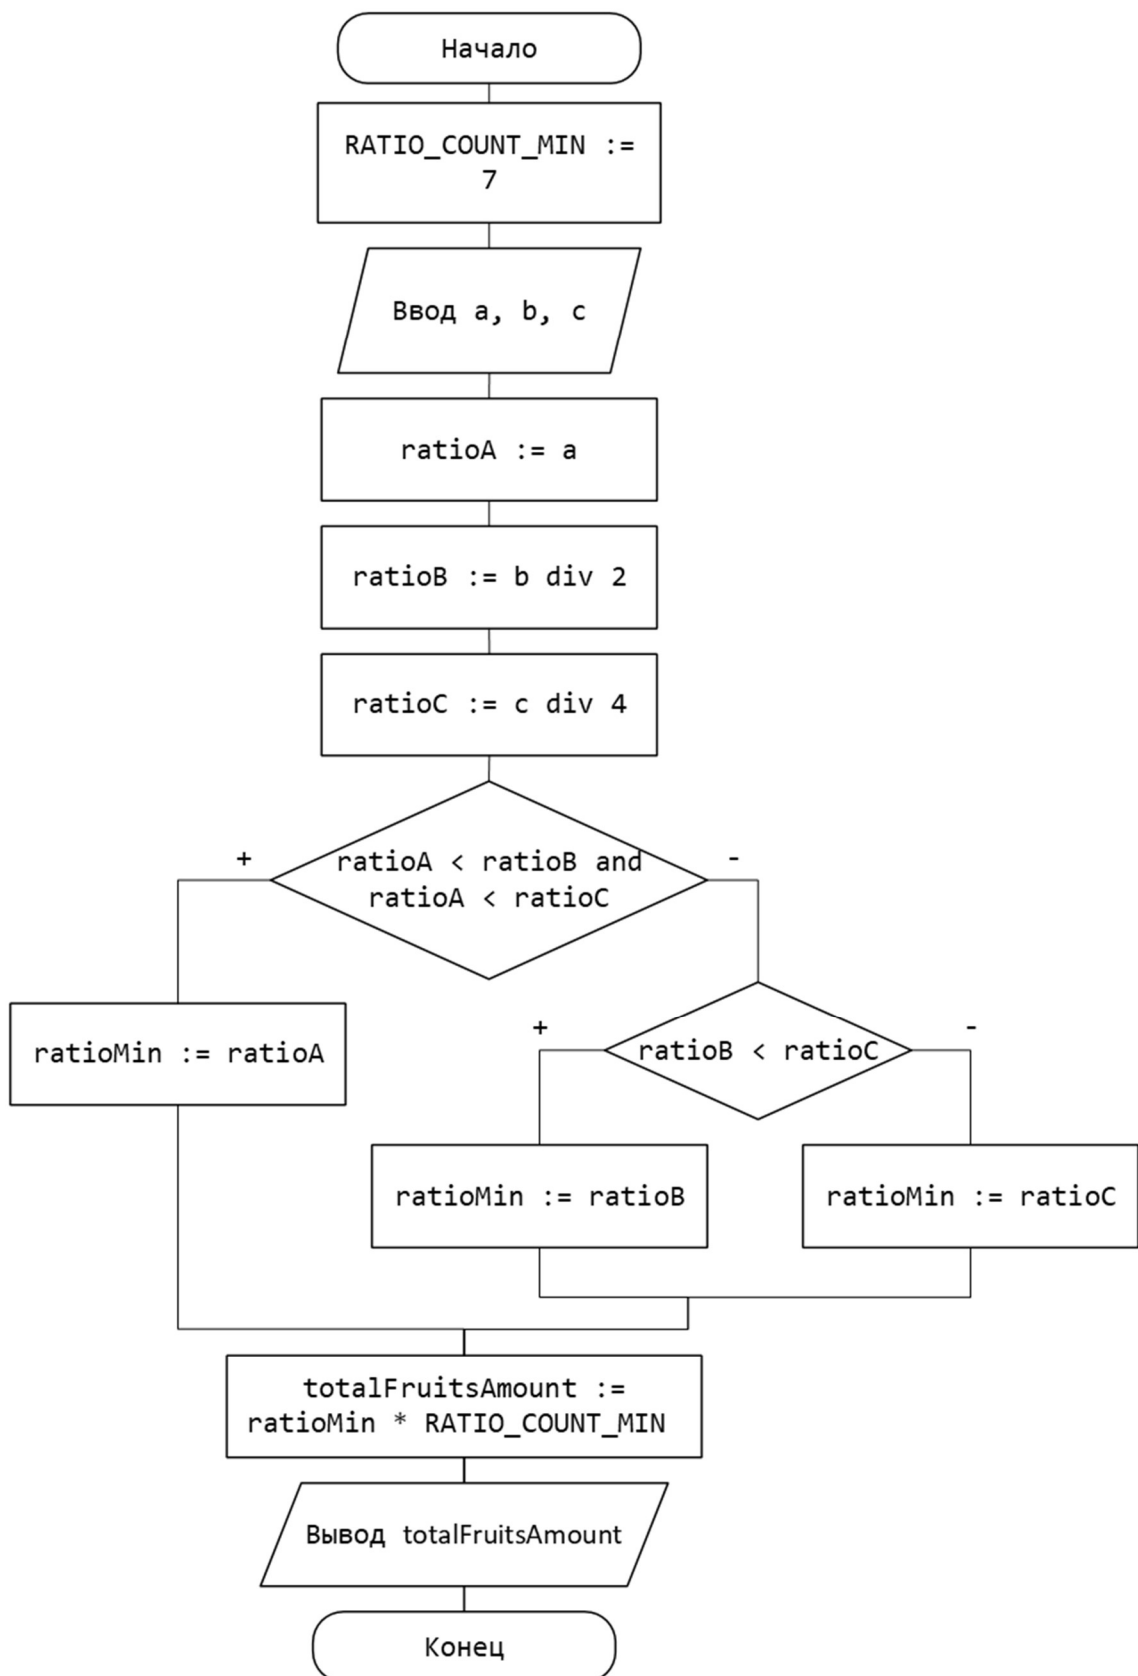 Начало
RATIO_COUNT_MIN :=
7
Ввод a, b, c
ratioA := a
ratioB := b div 2
ratioC := c div 4
+
-
ratioA < ratioB and
ratioA < ratioC
+
-
ratioMin := ratioA
ratioB < ratioC
ratioMin := ratioB
ratioMin := ratioC
totalFruitsAmount :=
ratioMin * RATIO_COUNT_MIN
Вывод totalFruitsAmount
Конец